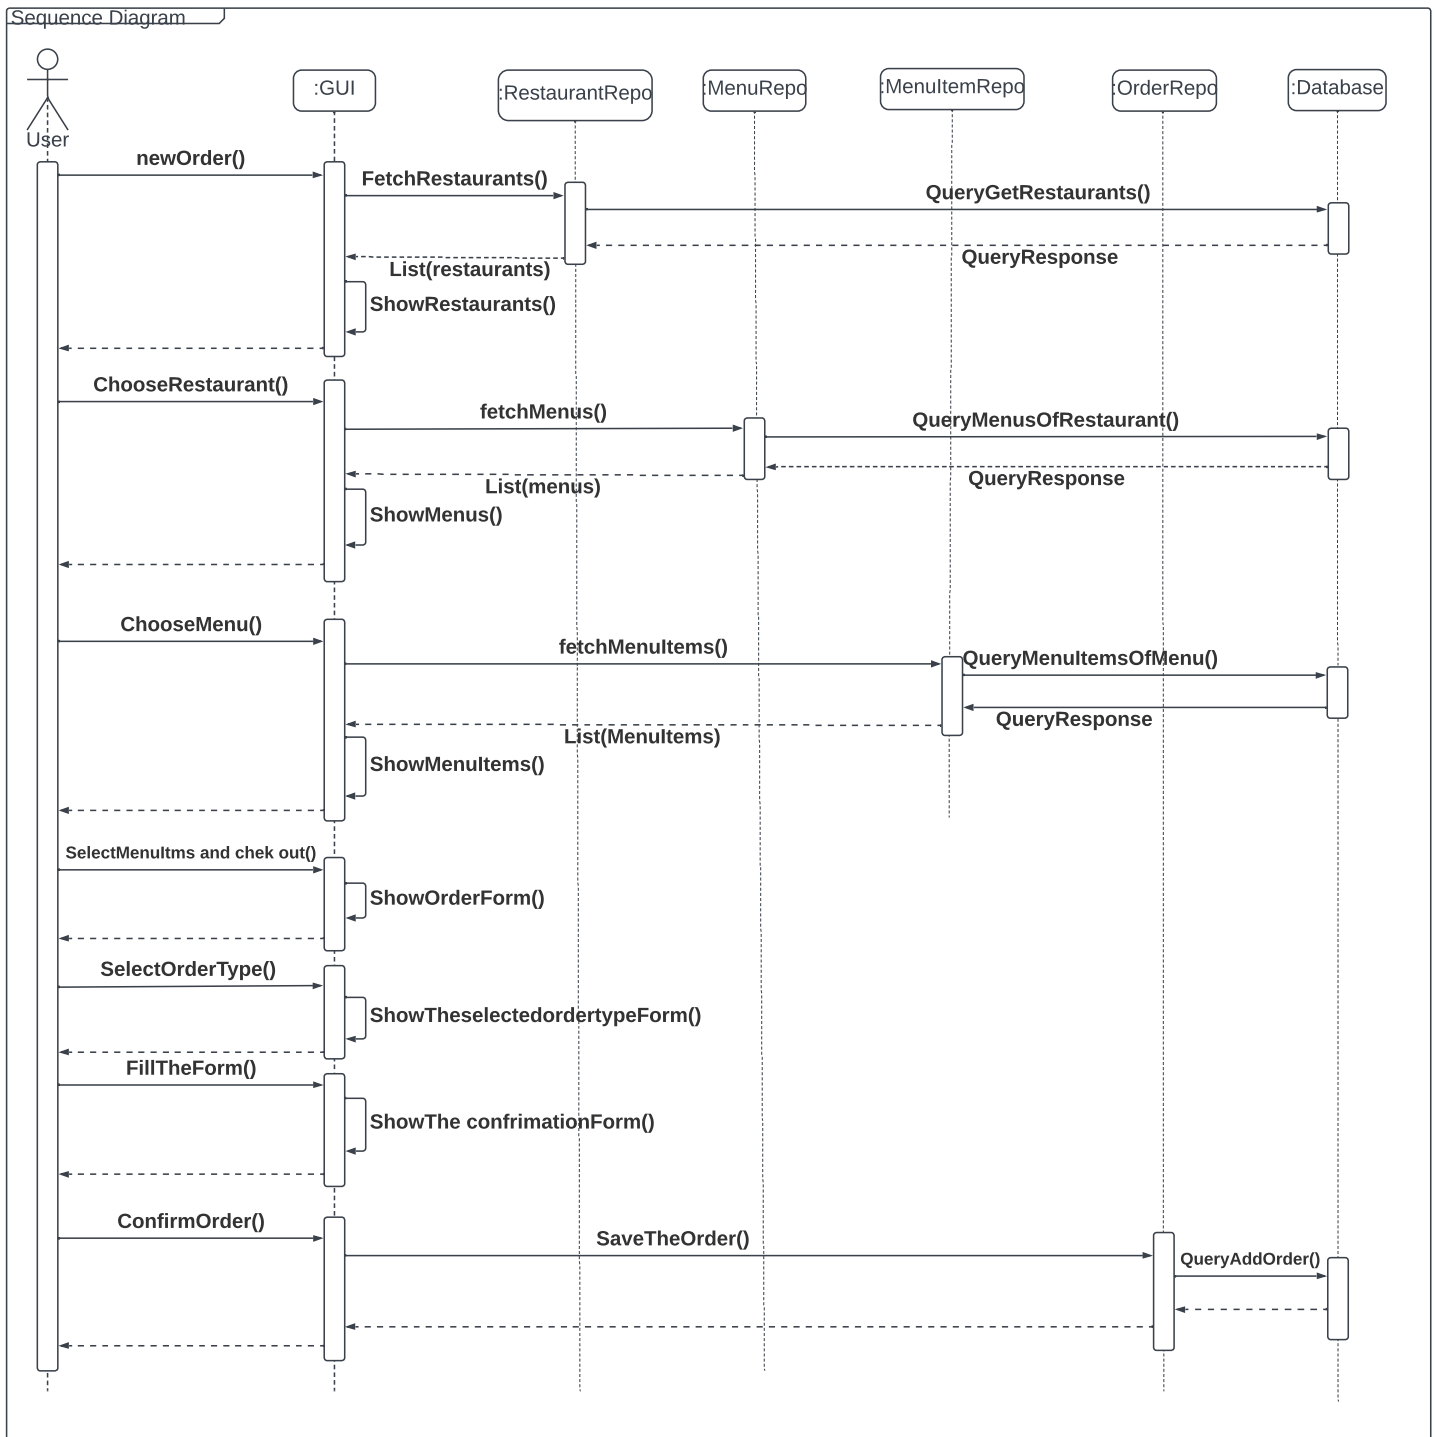 Sequence Diagram
User
:GUI
:RestaurantRepo
:MenuRepo
:MenuItemRepo
:OrderRepo
:Database
newOrder()
FetchRestaurants()
QueryGetRestaurants()
QueryResponse
List(restaurants)
ShowRestaurants()
ChooseRestaurant()
fetchMenus()
QueryMenusOfRestaurant()
QueryResponse
List(menus)
ShowMenus()
ChooseMenu()
fetchMenuItems()
QueryMenuItemsOfMenu()
QueryResponse
List(MenuItems)
ShowMenuItems()
SelectMenuItms and chek out()
ShowOrderForm()
SelectOrderType()
ShowTheselectedordertypeForm()
FillTheForm()
ShowThe confrimationForm()
ConfirmOrder()
SaveTheOrder()
QueryAddOrder()